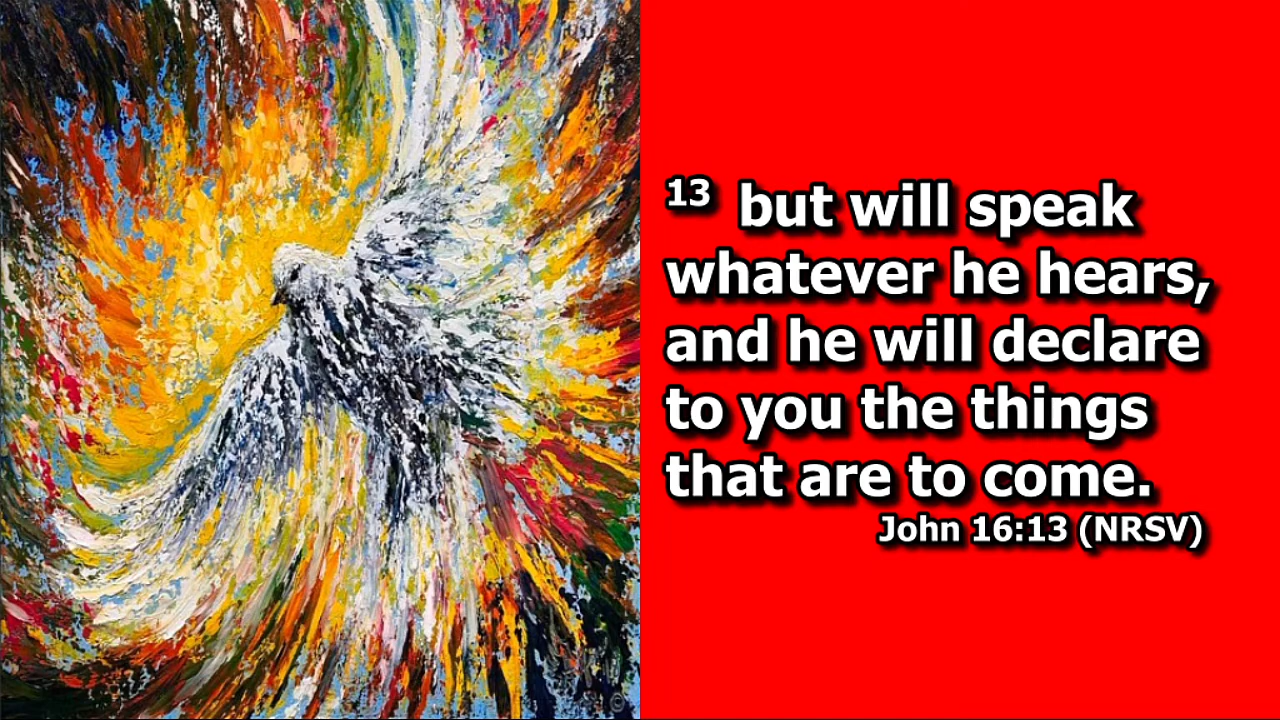 13 but will speak
whatever he hears,
and he will declare
to you the things
that are to come.
John 16:13 (NRSV)